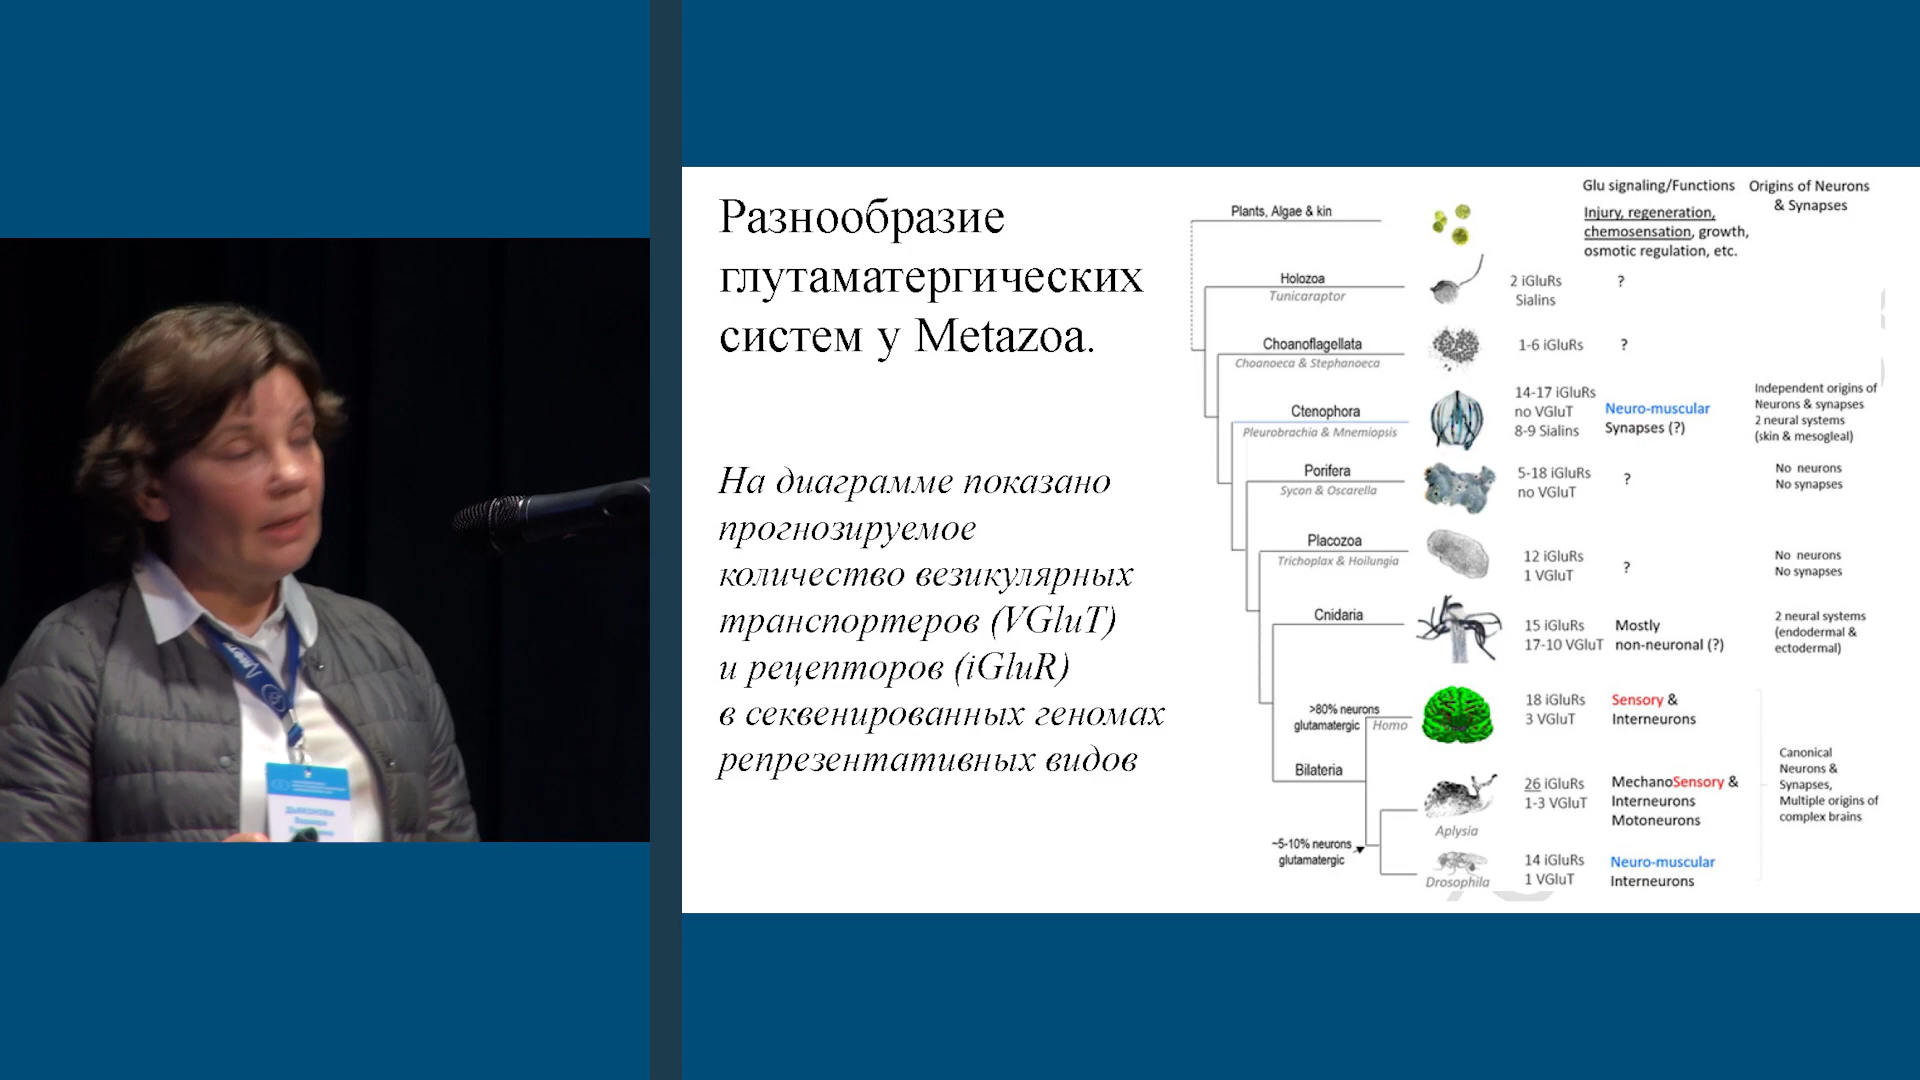 Разнообразие
глутаматергических
систем у Metazoa.
На диаграмме показано
прогнозируемое
количество везикулярных
транспортеров (VGluT)
и рецепторов (iGluR)
в секвенированных геномах
репрезентативных видов
Glu signaling/Functions
Origins of Neurons
& Synapses
Plants, Algae & kin
Injury, regeneration,
chemosensation, growth,
osmotic regulation, etc.
Holozoa
Tunicaraptor
2 iGluRs
Sialins
?
Choanoflagellata
Choanoeca & Stephanoeca
1-6 iGluRs
?
Ctenophora
Pleurobrachia & Mnemiopsis
14-17 iGluRs
no VGluT
8-9 Sialins
Neuro-muscular
Synapses (?)
Independent origins of
Neurons & synapses
2 neural systems
(skin & mesogleal)
Porifera
Sycon & Oscarella
5-18 iGluRs
no VGluT
?
No neurons
No synapses
Placozoa
Trichoplax & Hoilungia
12 iGluRs
1 VGluT
?
No neurons
No synapses
Cnidaria
15 iGluRs
17-10 VGluT
Mostly
non-neuronal (?)
2 neural systems
(endodermal &
ectodermal)
>80% neurons
glutamatergic
Homo
18 iGluRs
3 VGluT
Sensory &
Interneurons
Bilateria
Aplysia
26 iGluRs
1-3 VGluT
MechanoSensory &
Interneurons
Motoneurons
Canonical
Neurons &
Synapses,
Multiple origins of
complex brains
~5-10% neurons
glutamatergic
Drosophila
14 iGluRs
1 VGluT
Neuro-muscular
Interneurons
ДЬЯКОНОВА